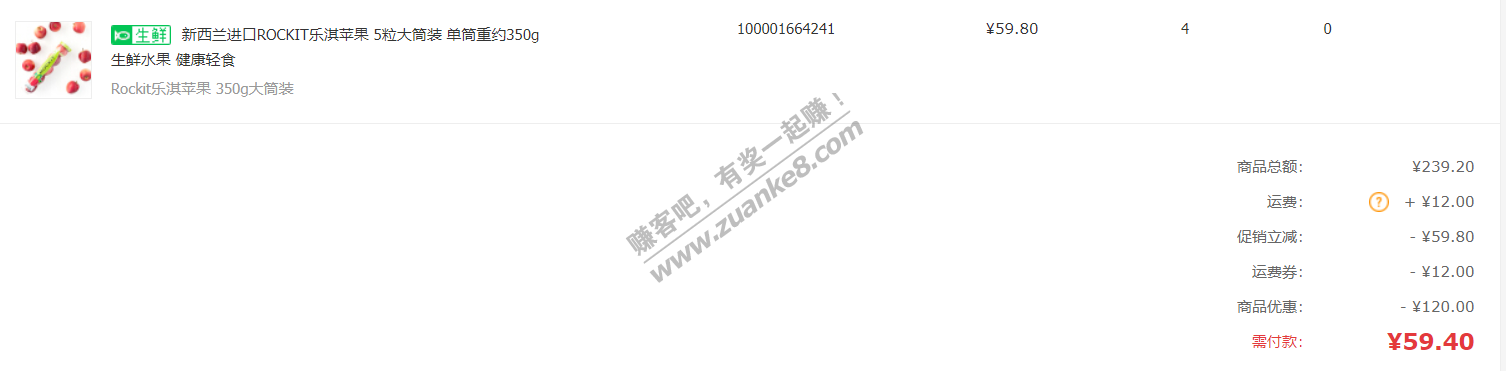 生鲜 新西兰进口ROCKIT乐淇苹果 5粒大筒装 单筒重约350g
生鲜水果 健康轻食
Rockit乐淇苹果 350g大筒装
100001664241
¥59.80
4
0
赚客吧，有奖一起赚！
www.zuanke8.com
商品总额： ¥239.20
运费： ? + ¥12.00
促销立减： - ¥59.80
运费券： - ¥12.00
商品优惠： - ¥120.00
需付款： ¥59.40